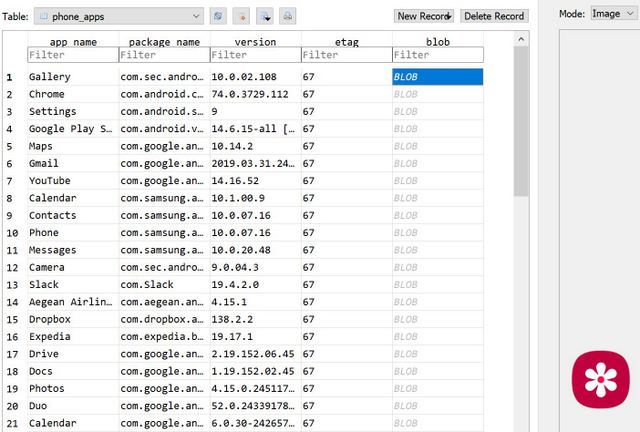 Table: phone_apps New Record Delete Record Mode: Image
app name package name version etag blob
Filter Filter Filter Filter Filter
1 Gallery com.sec.andro… 10.0.02.108 67 BLOB
2 Chrome com.android.c… 74.0.3729.112 67 BLOB
3 Settings com.android.s… 9 67 BLOB
4 Google Play S… com.android.v… 14.6.15-all [… 67 BLOB
5 Maps com.google.an… 10.14.2 67 BLOB
6 Gmail com.google.an… 2019.03.31.24… 67 BLOB
7 YouTube com.google.an… 14.16.52 67 BLOB
8 Calendar com.samsung.a… 10.1.00.9 67 BLOB
9 Contacts com.samsung.a… 10.0.07.16 67 BLOB
10 Phone com.samsung.a… 10.0.07.16 67 BLOB
11 Messages com.samsung.a… 10.0.20.48 67 BLOB
12 Camera com.sec.andro… 9.0.04.3 67 BLOB
13 Slack com.Slack 19.4.2.0 67 BLOB
14 Aegean Airlin… com.aegean.an… 4.15.1 67 BLOB
15 Dropbox com.dropbox.a… 138.2.2 67 BLOB
16 Expedia com.expedia.b… 19.17.1 67 BLOB
17 Drive com.google.an… 2.19.152.06.45 67 BLOB
18 Docs com.google.an… 1.19.152.02.45 67 BLOB
19 Photos com.google.an… 4.15.0.245117… 67 BLOB
20 Duo com.google.an… 52.0.24339178… 67 BLOB
21 Calendar com.google.an… 6.0.30-242657… 67 BLOB